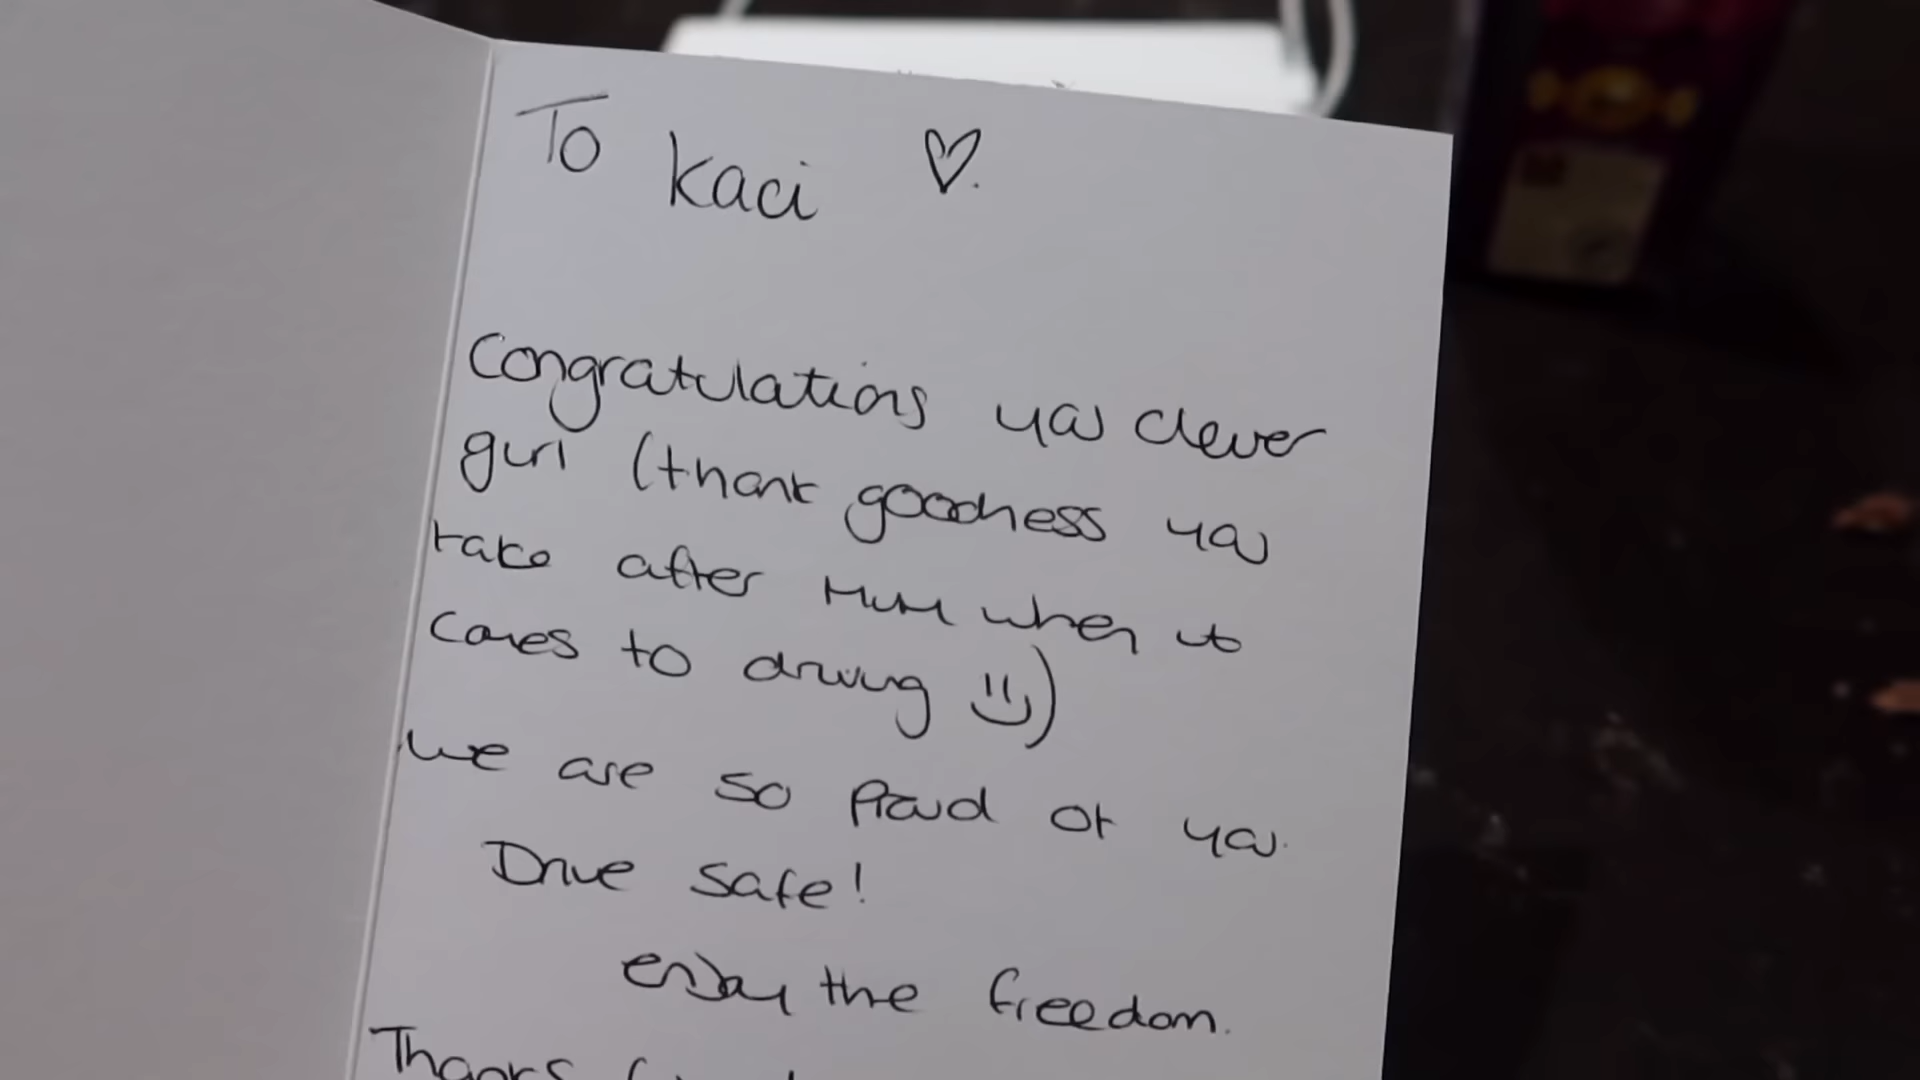 To Kaci ♡.
Congratulations you clever
girl (thank goodness you
take after Mum when it
comes to driving :))
we are so Proud of you.
Drive safe!
enjoy the freedom.
Thanks